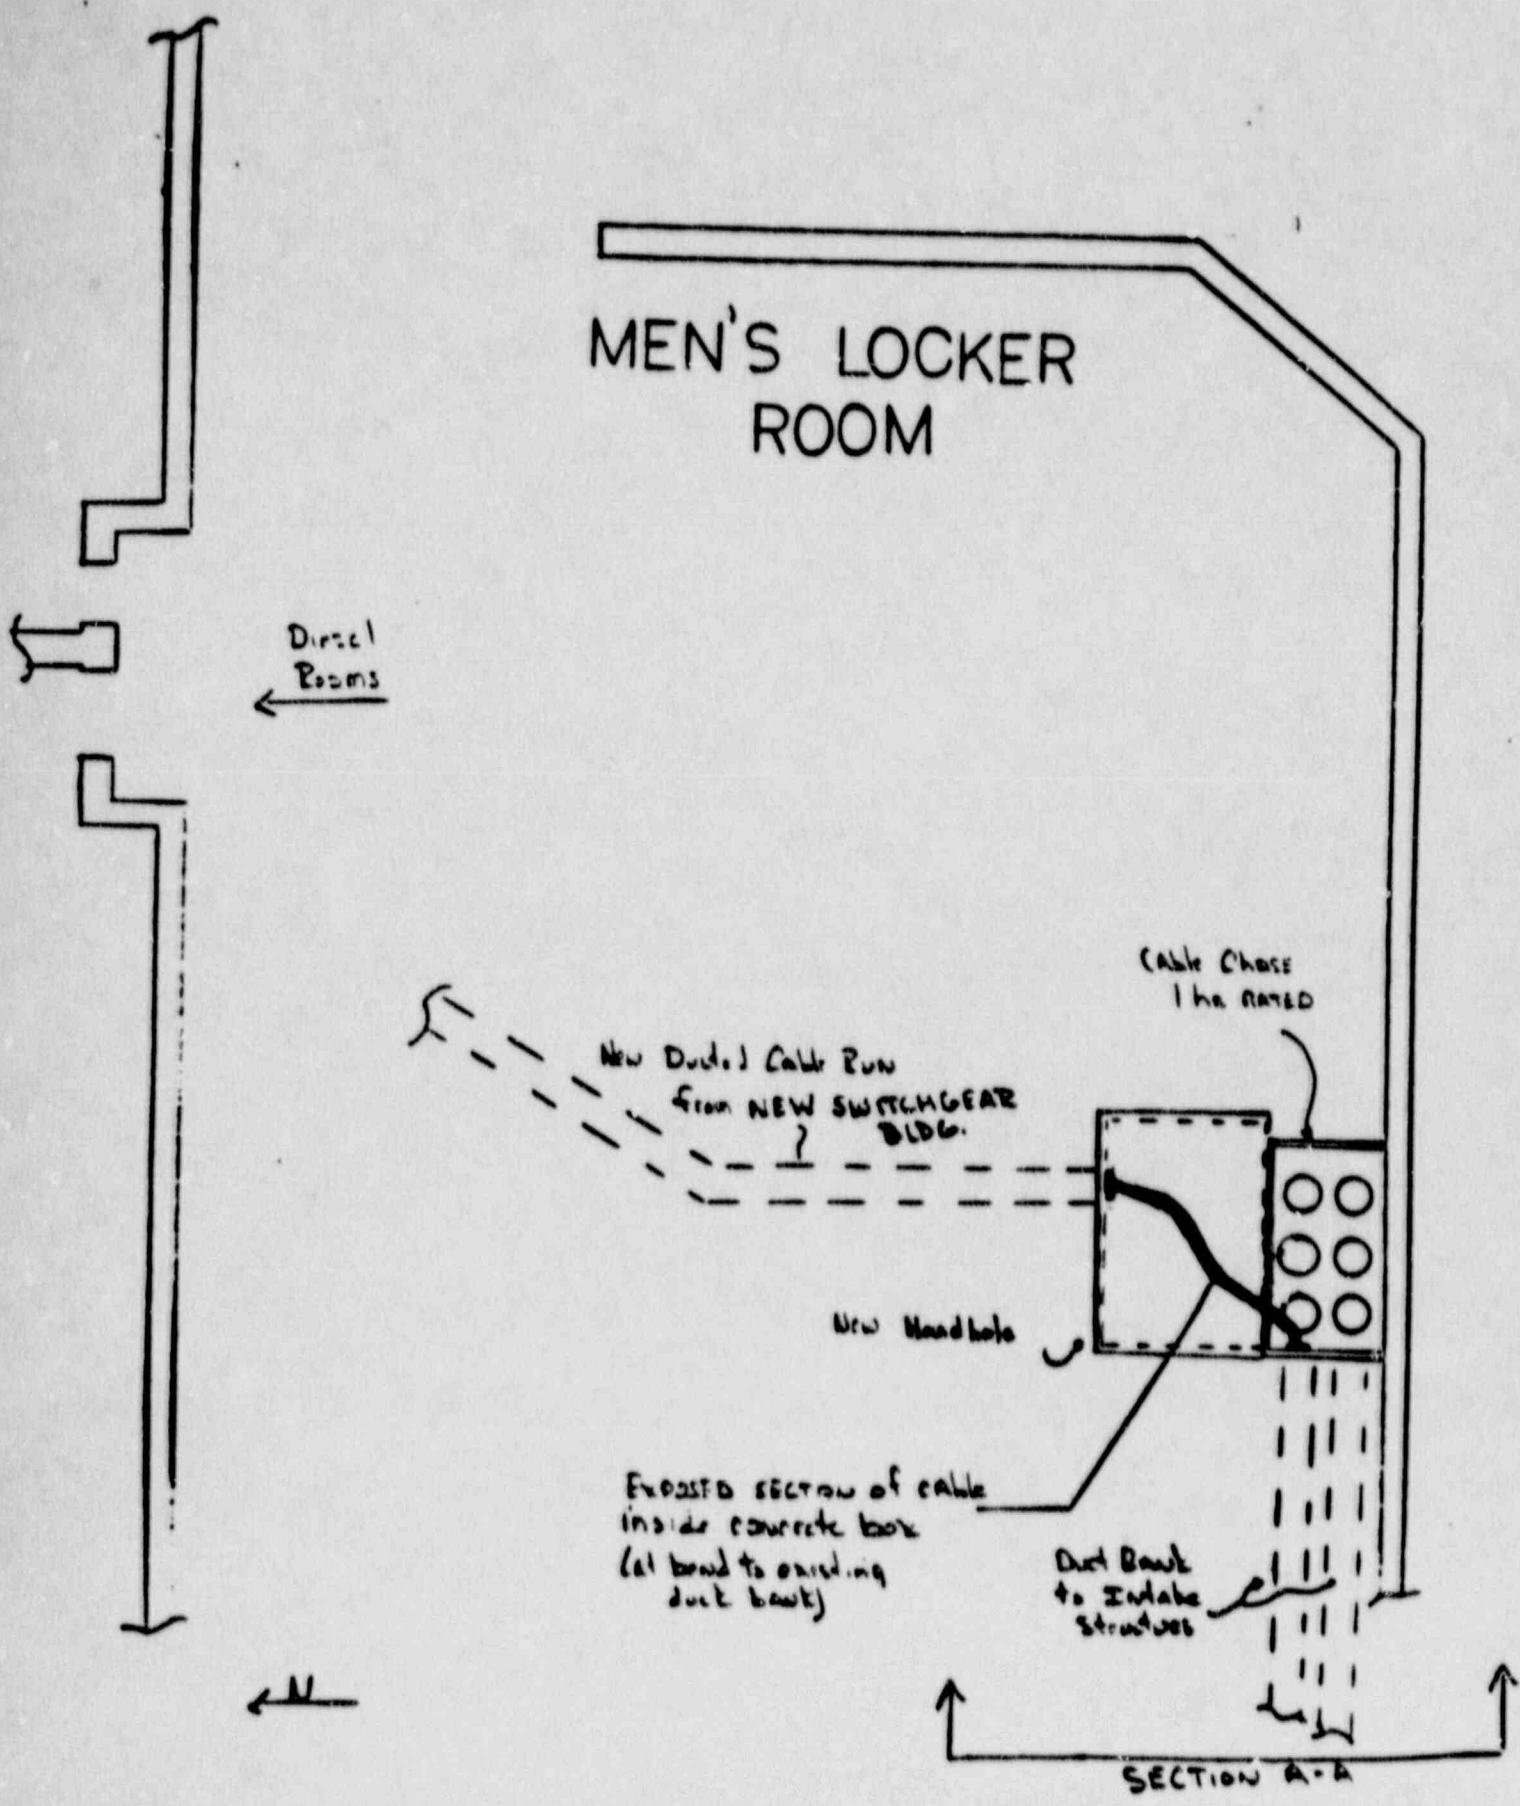 MEN'S LOCKER
ROOM
Diesel
Rooms
Cable Chase
1 hr RATED
New Ducted Cable Run
from NEW SWITCHGEAR
BLDG.
New Handhole
EXPOSED SECTION of cable
inside concrete box
(at bend to existing
duct bank)
Duct Bank
to Intake
Structures
N
SECTION A-A